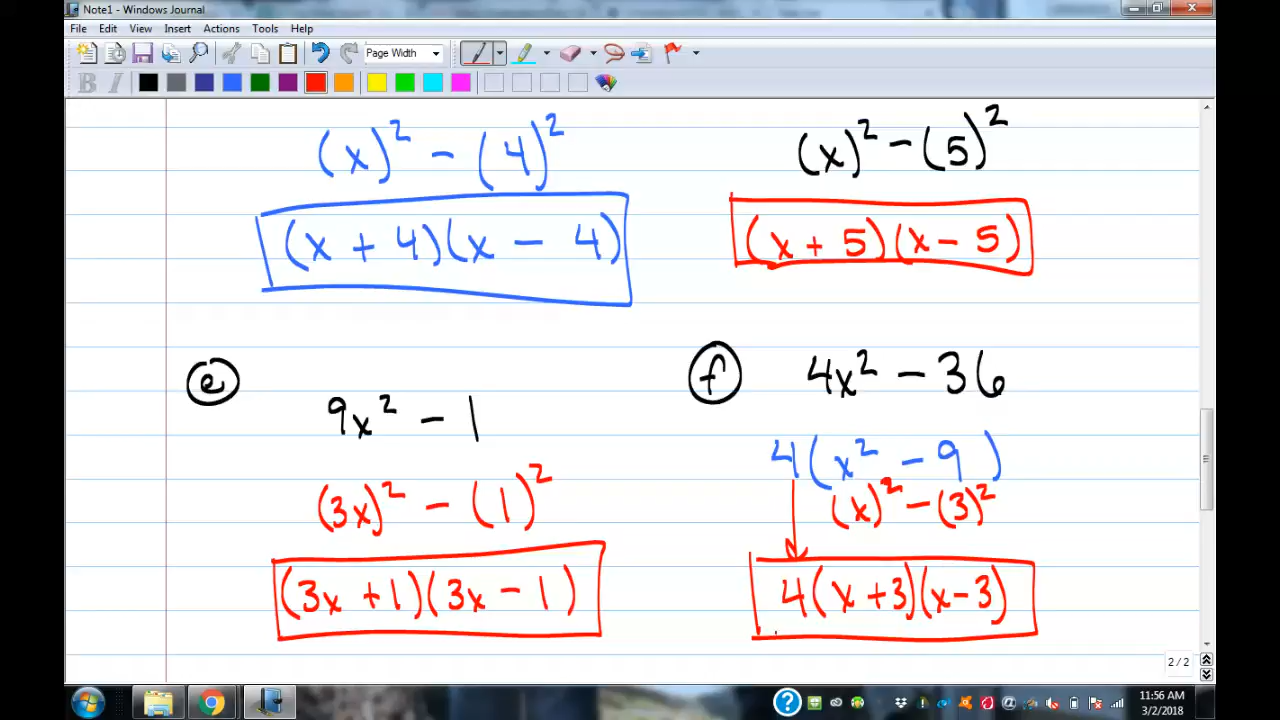 Note1 - Windows Journal
File Edit View Insert Actions Tools Help
Page Width
B I
(x)² - (4)²
(x + 4)(x - 4)
(x)² - (5)²
(x + 5)(x - 5)
e
9x² - 1
(3x)² - (1)²
(3x + 1)(3x - 1)
f
4x² - 36
4(x² - 9)
(x)² - (3)²
4(x + 3)(x - 3)
2/2
11:56 AM
3/2/2018